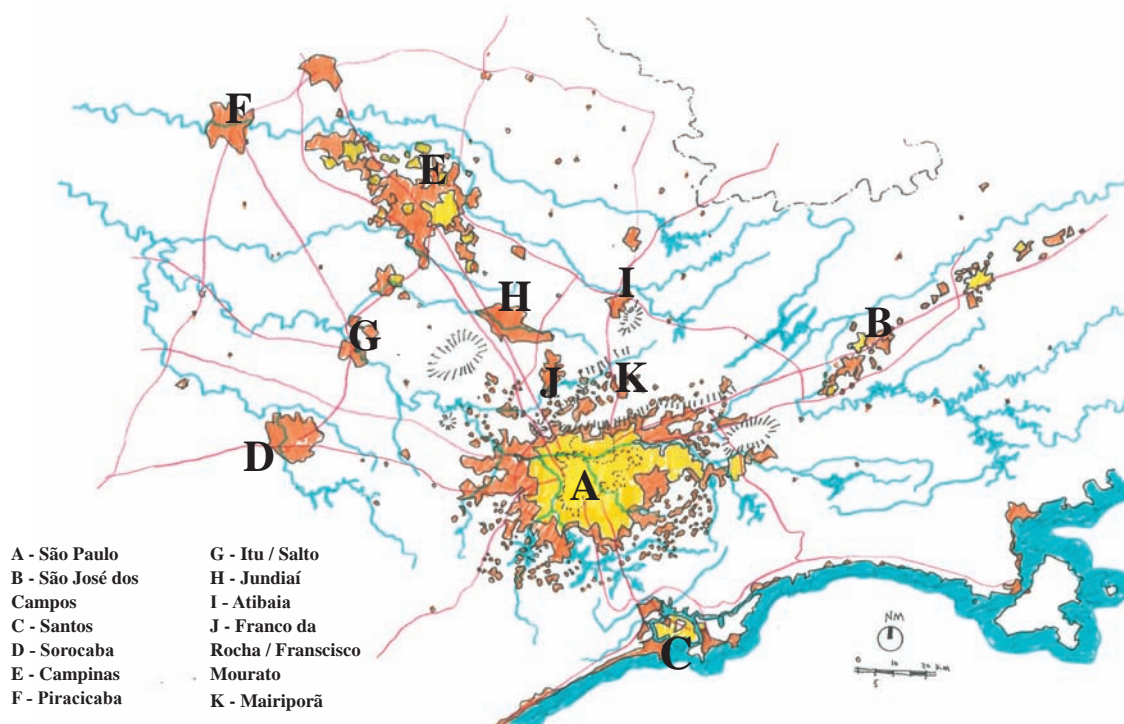 F
E
I
H
B
G
J
K
D
A
C
A - São Paulo
B - São José dos
Campos
C - Santos
D - Sorocaba
E - Campinas
F - Piracicaba
G - Itu / Salto
H - Jundiaí
I - Atibaia
J - Franco da
Rocha / Franscisco
Mourato
K - Mairiporã
NM
0 10 20 KM
5